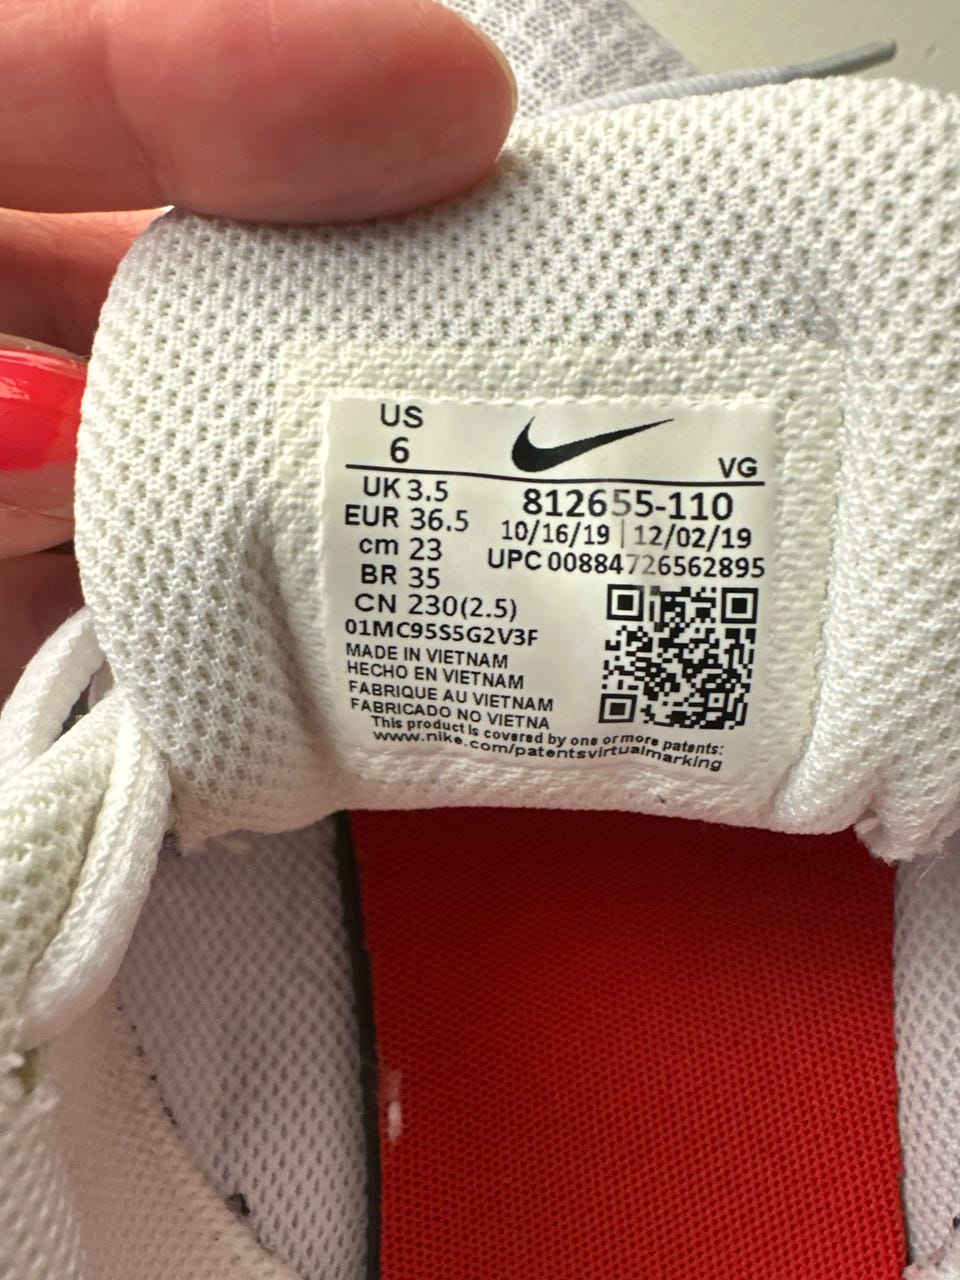 US
6
VG
UK 3.5
812655-110
EUR 36.5
10/16/19 | 12/02/19
cm 23
UPC 00884726562895
BR 35
CN 230(2.5)
01MC95S5G2V3F
MADE IN VIETNAM
HECHO EN VIETNAM
FABRIQUE AU VIETNAM
FABRICADO NO VIETNA
This product is covered by one or more patents:
www.nike.com/patentsvirtualmarking